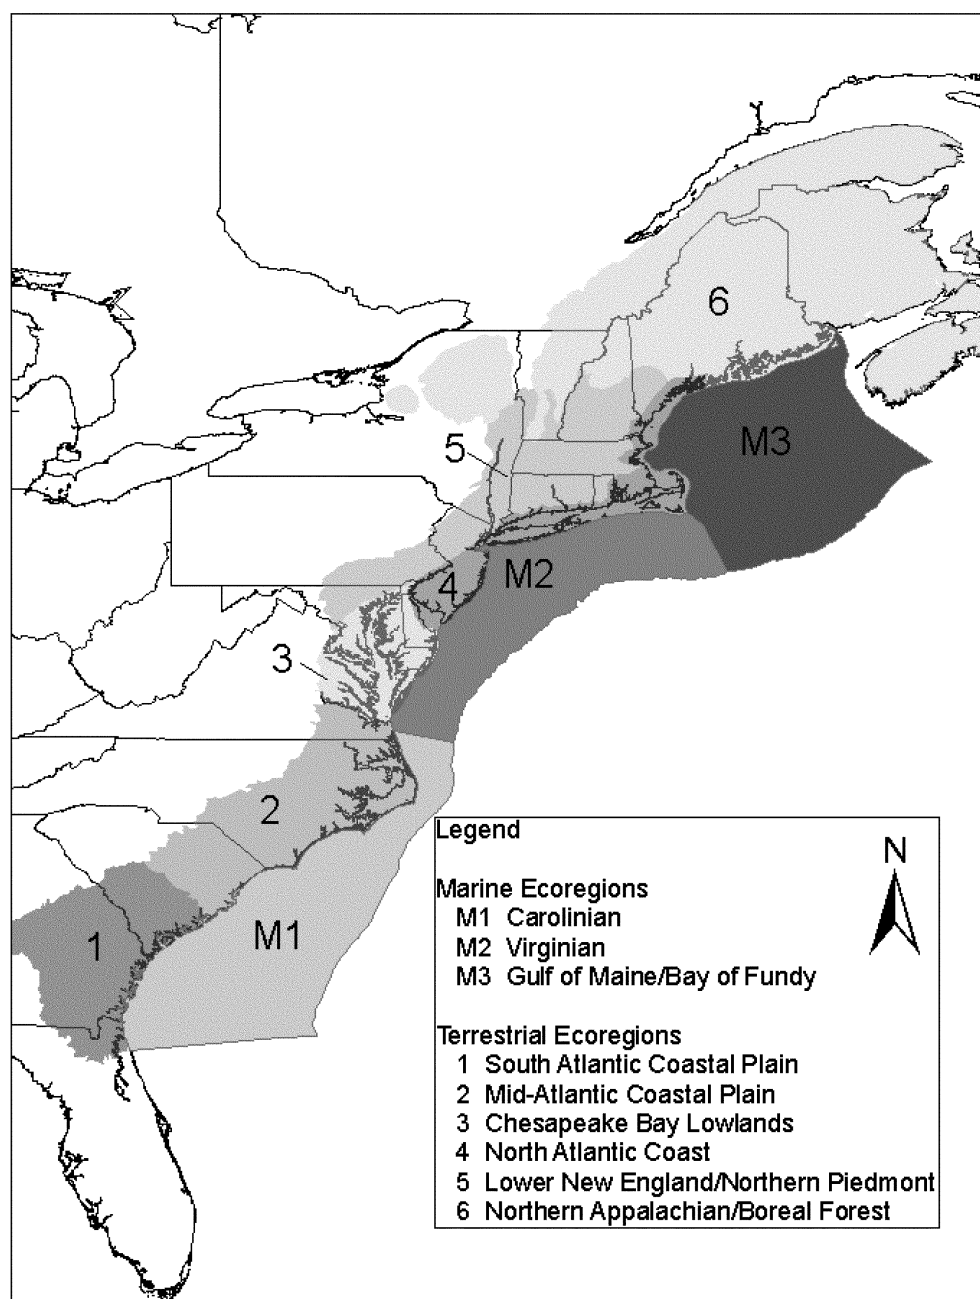 6
M3
5
M2
4
3
2
M1
1
N
Legend
Marine Ecoregions
M1 Carolinian
M2 Virginian
M3 Gulf of Maine/Bay of Fundy
Terrestrial Ecoregions
1 South Atlantic Coastal Plain
2 Mid-Atlantic Coastal Plain
3 Chesapeake Bay Lowlands
4 North Atlantic Coast
5 Lower New England/Northern Piedmont
6 Northern Appalachian/Boreal Forest